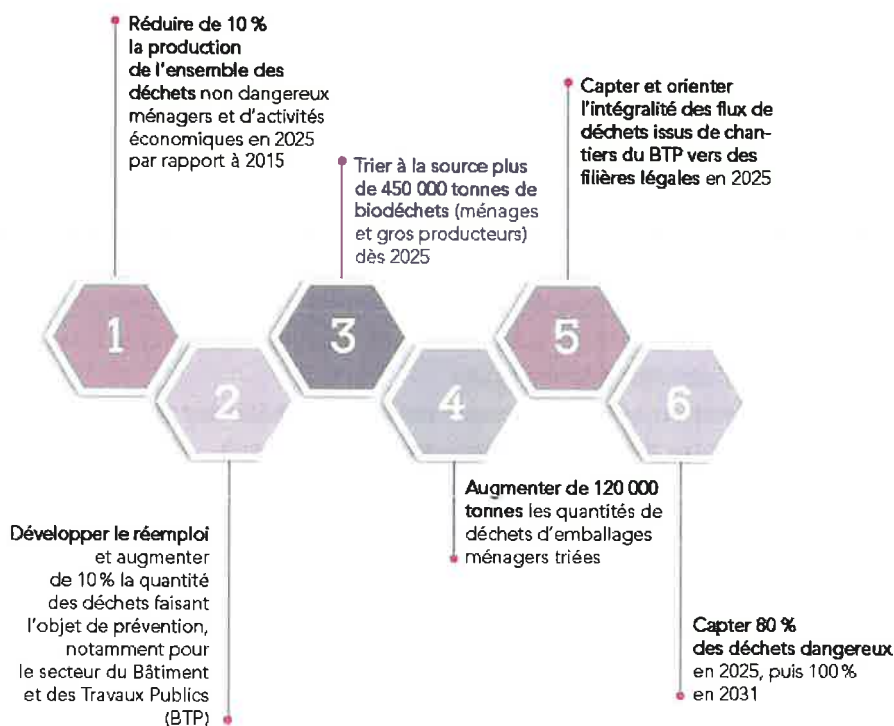 Réduire de 10 %
la production
de l'ensemble des
déchets non dangereux
ménagers et d'activités
économiques en 2025
par rapport à 2015
Trier à la source plus
de 450 000 tonnes de
biodéchets (ménages
et gros producteurs)
dès 2025
Capter et orienter
l'intégralité des flux de
déchets issus de chan-
tiers du BTP vers des
filières légales en 2025
1
2
3
4
5
6
Développer le réemploi
et augmenter
de 10 % la quantité
des déchets faisant
l'objet de prévention,
notamment pour
le secteur du Bâtiment
et des Travaux Publics
(BTP)
Augmenter de 120 000
tonnes les quantités de
déchets d'emballages
ménagers triées
Capter 80 %
des déchets dangereux
en 2025, puis 100 %
en 2031